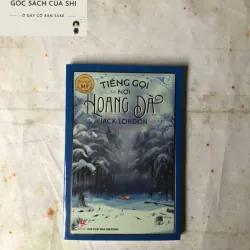 GÓC SÁCH CỦA SHI
Ở ĐÂY CÓ BÁN SÁCH
TIẾNG GỌI
NƠI
HOANG DÃ
JACK LONDON